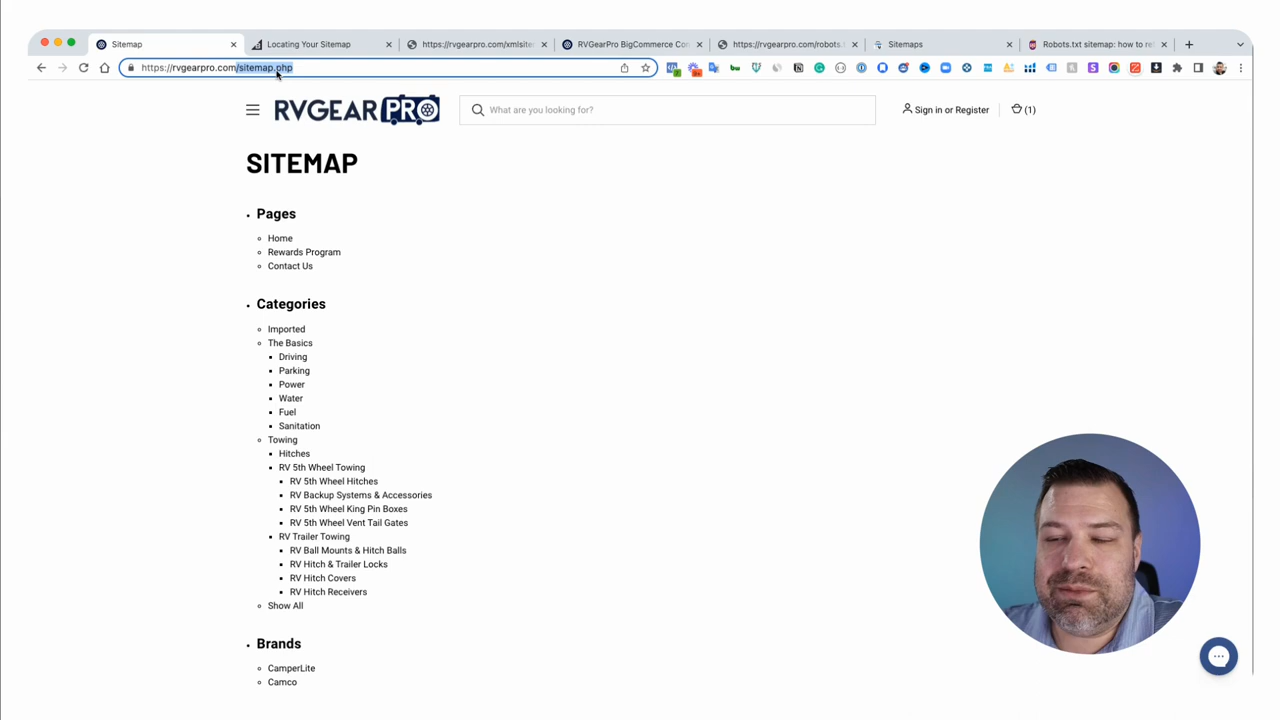 Sitemap
Locating Your Sitemap
https://rvgearpro.com/xmlsite
RVGearPro BigCommerce Con
https://rvgearpro.com/robots.t
Sitemaps
Robots.txt sitemap: how to re
https://rvgearpro.com/sitemap.php
RVGEAR PRO
What are you looking for?
Sign in or Register
(1)
SITEMAP
Pages
Home
Rewards Program
Contact Us
Categories
Imported
The Basics
Driving
Parking
Power
Water
Fuel
Sanitation
Towing
Hitches
RV 5th Wheel Towing
RV 5th Wheel Hitches
RV Backup Systems & Accessories
RV 5th Wheel King Pin Boxes
RV 5th Wheel Vent Tail Gates
RV Trailer Towing
RV Ball Mounts & Hitch Balls
RV Hitch & Trailer Locks
RV Hitch Covers
RV Hitch Receivers
Show All
Brands
CamperLite
Camco